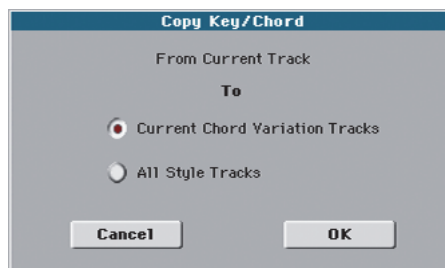 Copy Key/Chord
From Current Track
To
Current Chord Variation Tracks
All Style Tracks
Cancel OK